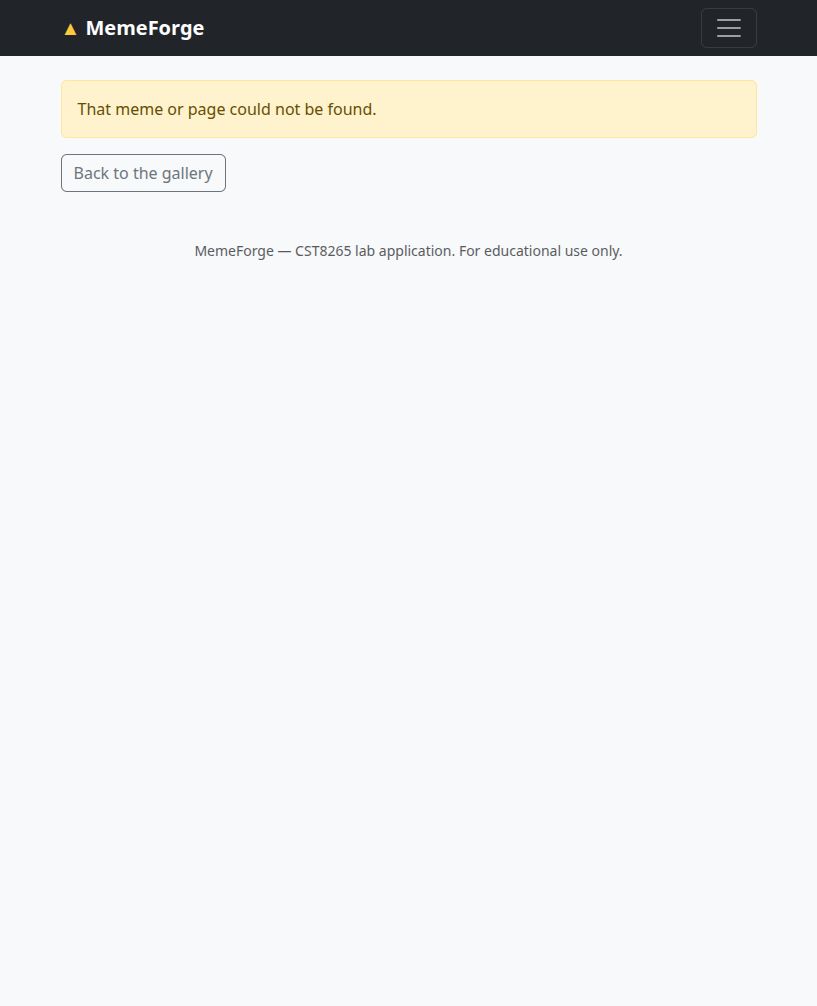 ▲ MemeForge
That meme or page could not be found.
Back to the gallery
MemeForge — CST8265 lab application. For educational use only.